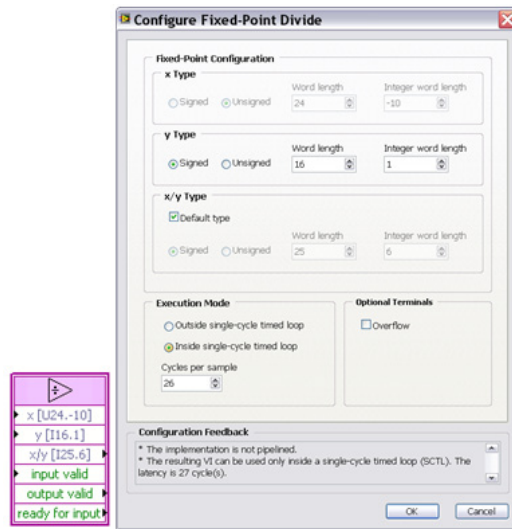 Configure Fixed-Point Divide
Fixed-Point Configuration
x Type
Word length Integer word length
Signed Unsigned 24 -10
y Type
Word length Integer word length
Signed Unsigned 16 1
x/y Type
Default type
Word length Integer word length
Signed Unsigned 25 6
Execution Mode
Outside single-cycle timed loop
Inside single-cycle timed loop
Cycles per sample
26
Optional Terminals
Overflow
x [U24.-10]
y [I16.1]
x/y [I25.6]
input valid
output valid
ready for input
Configuration Feedback
* The implementation is not pipelined.
* The resulting VI can be used only inside a single-cycle timed loop (SCTL). The
latency is 27 cycle(s).
OK Cancel